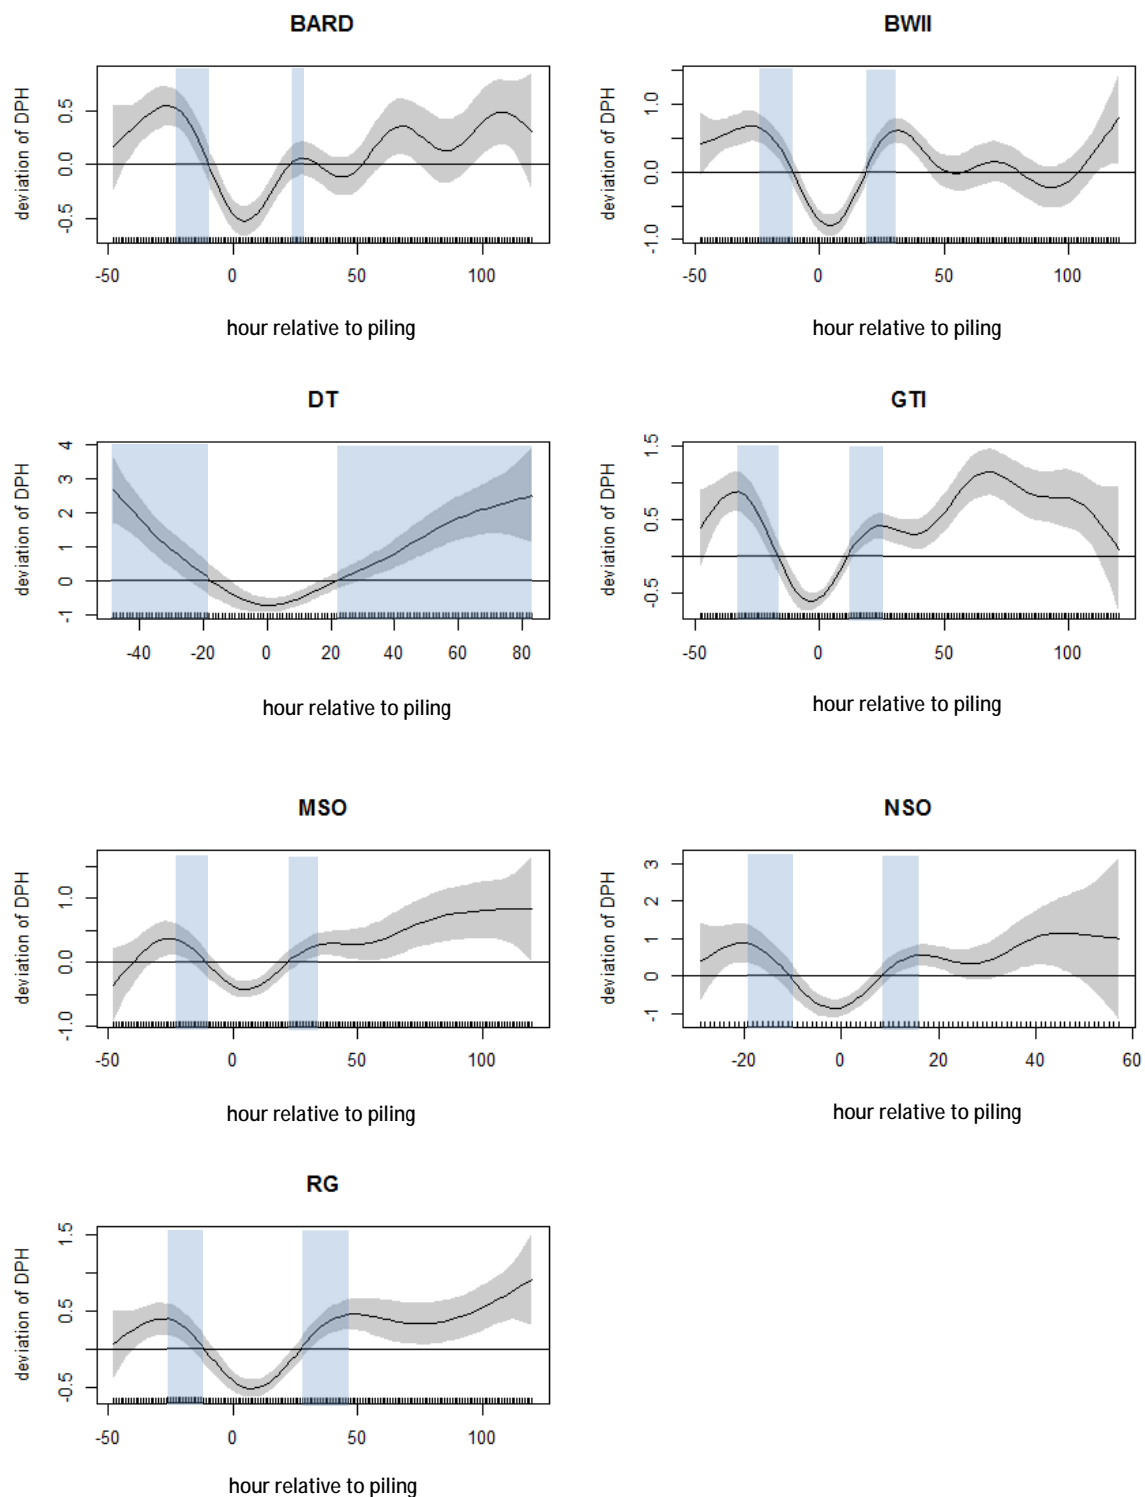 BARD
deviation of DPH
0.5
0.0
-0.5
-50 0 50 100
hour relative to piling
BWII
deviation of DPH
1.0
0.0
-1.0
-50 0 50 100
hour relative to piling
DT
deviation of DPH
4
3
2
1
0
-1
-40 -20 0 20 40 60 80
hour relative to piling
GTI
deviation of DPH
1.5
0.5
-0.5
-50 0 50 100
hour relative to piling
MSO
deviation of DPH
1.0
0.0
-1.0
-50 0 50 100
hour relative to piling
NSO
deviation of DPH
3
2
1
0
-1
-20 0 20 40 60
hour relative to piling
RG
deviation of DPH
1.5
0.5
-0.5
-50 0 50 100
hour relative to piling